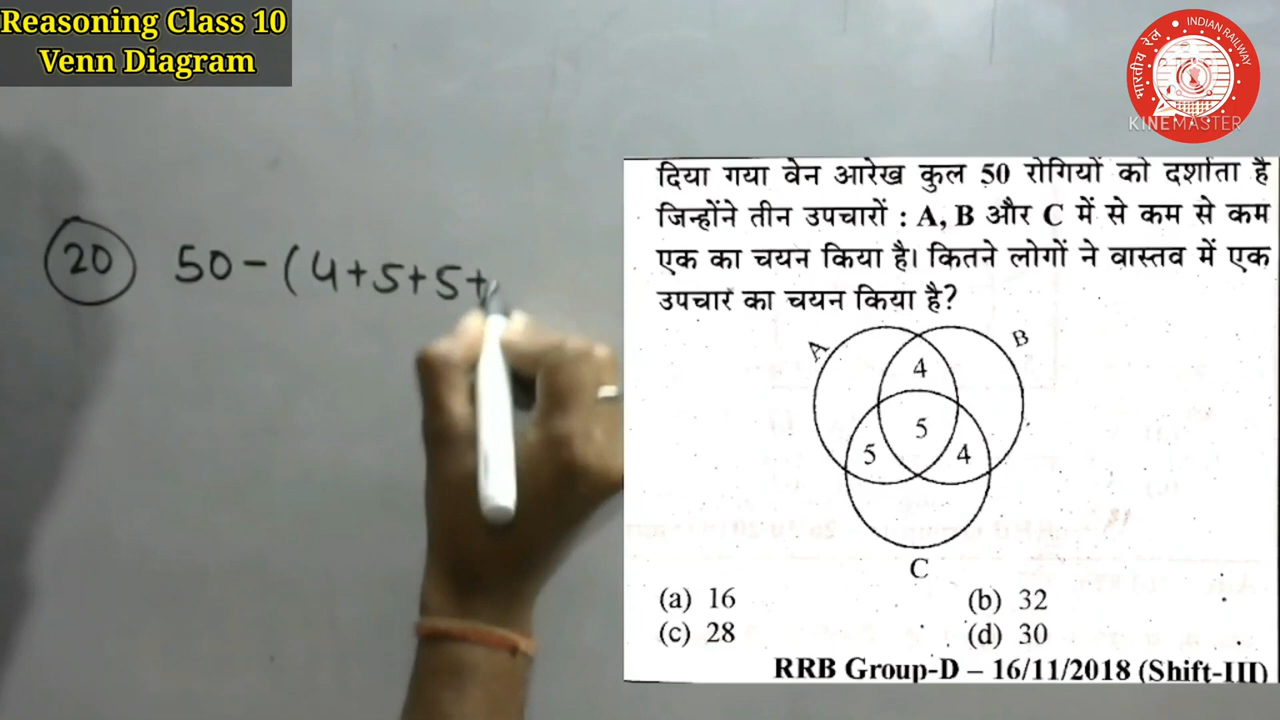 Reasoning Class 10
Venn Diagram
भारतीय रेल
INDIAN RAILWAY
KINEMASTER
20 50-(4+5+5+
दिया गया वेन आरेख कुल 50 रोगियों को दर्शाता है
जिन्होंने तीन उपचारों : A, B और C में से कम से कम
एक का चयन किया है। कितने लोगों ने वास्तव में एक
उपचार का चयन किया है?
A
B
4
5
5
4
C
(a) 16
(b) 32
(c) 28
(d) 30
RRB Group-D – 16/11/2018 (Shift-III)